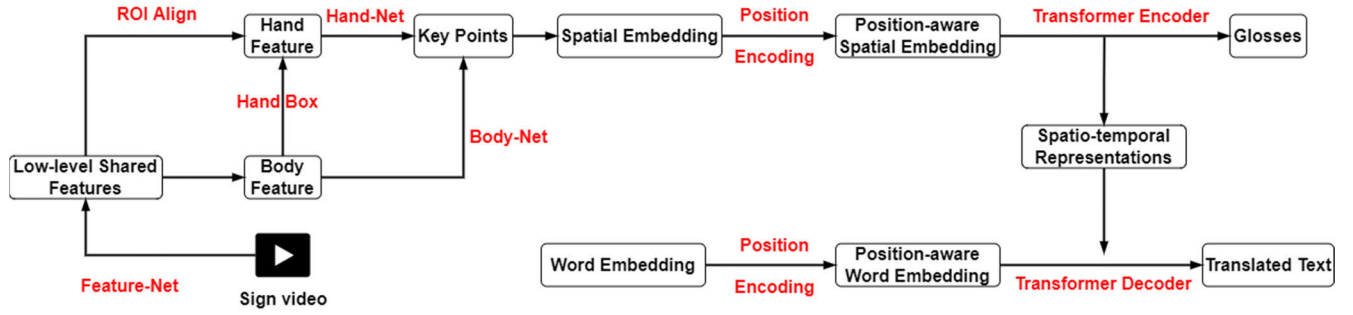 ROI Align
Hand
Feature
Hand-Net
Key Points
Spatial Embedding
Position
Encoding
Position-aware
Spatial Embedding
Transformer Encoder
Glosses
Hand Box
Body-Net
Spatio-temporal
Representations
Low-level Shared
Features
Body
Feature
Feature-Net
Sign video
Word Embedding
Position
Encoding
Position-aware
Word Embedding
Transformer Decoder
Translated Text